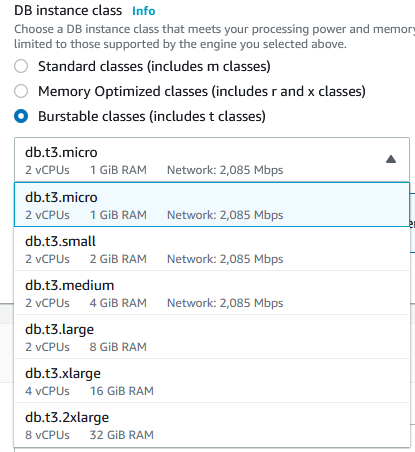 DB instance class Info
Choose a DB instance class that meets your processing power and memory
limited to those supported by the engine you selected above.
Standard classes (includes m classes)
Memory Optimized classes (includes r and x classes)
Burstable classes (includes t classes)
db.t3.micro
2 vCPUs 1 GiB RAM Network: 2,085 Mbps
db.t3.micro
2 vCPUs 1 GiB RAM Network: 2,085 Mbps
db.t3.small
2 vCPUs 2 GiB RAM Network: 2,085 Mbps
db.t3.medium
2 vCPUs 4 GiB RAM Network: 2,085 Mbps
db.t3.large
2 vCPUs 8 GiB RAM
db.t3.xlarge
4 vCPUs 16 GiB RAM
db.t3.2xlarge
8 vCPUs 32 GiB RAM